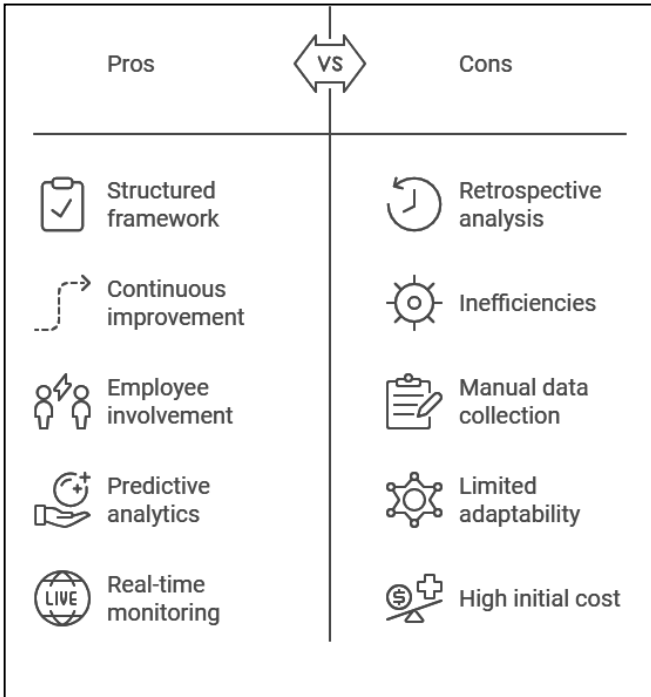 Pros
VS
Cons
Structured
framework
Retrospective
analysis
Continuous
improvement
Inefficiencies
Employee
involvement
Manual data
collection
Predictive
analytics
Limited
adaptability
LIVE
Real-time
monitoring
$
High initial cost